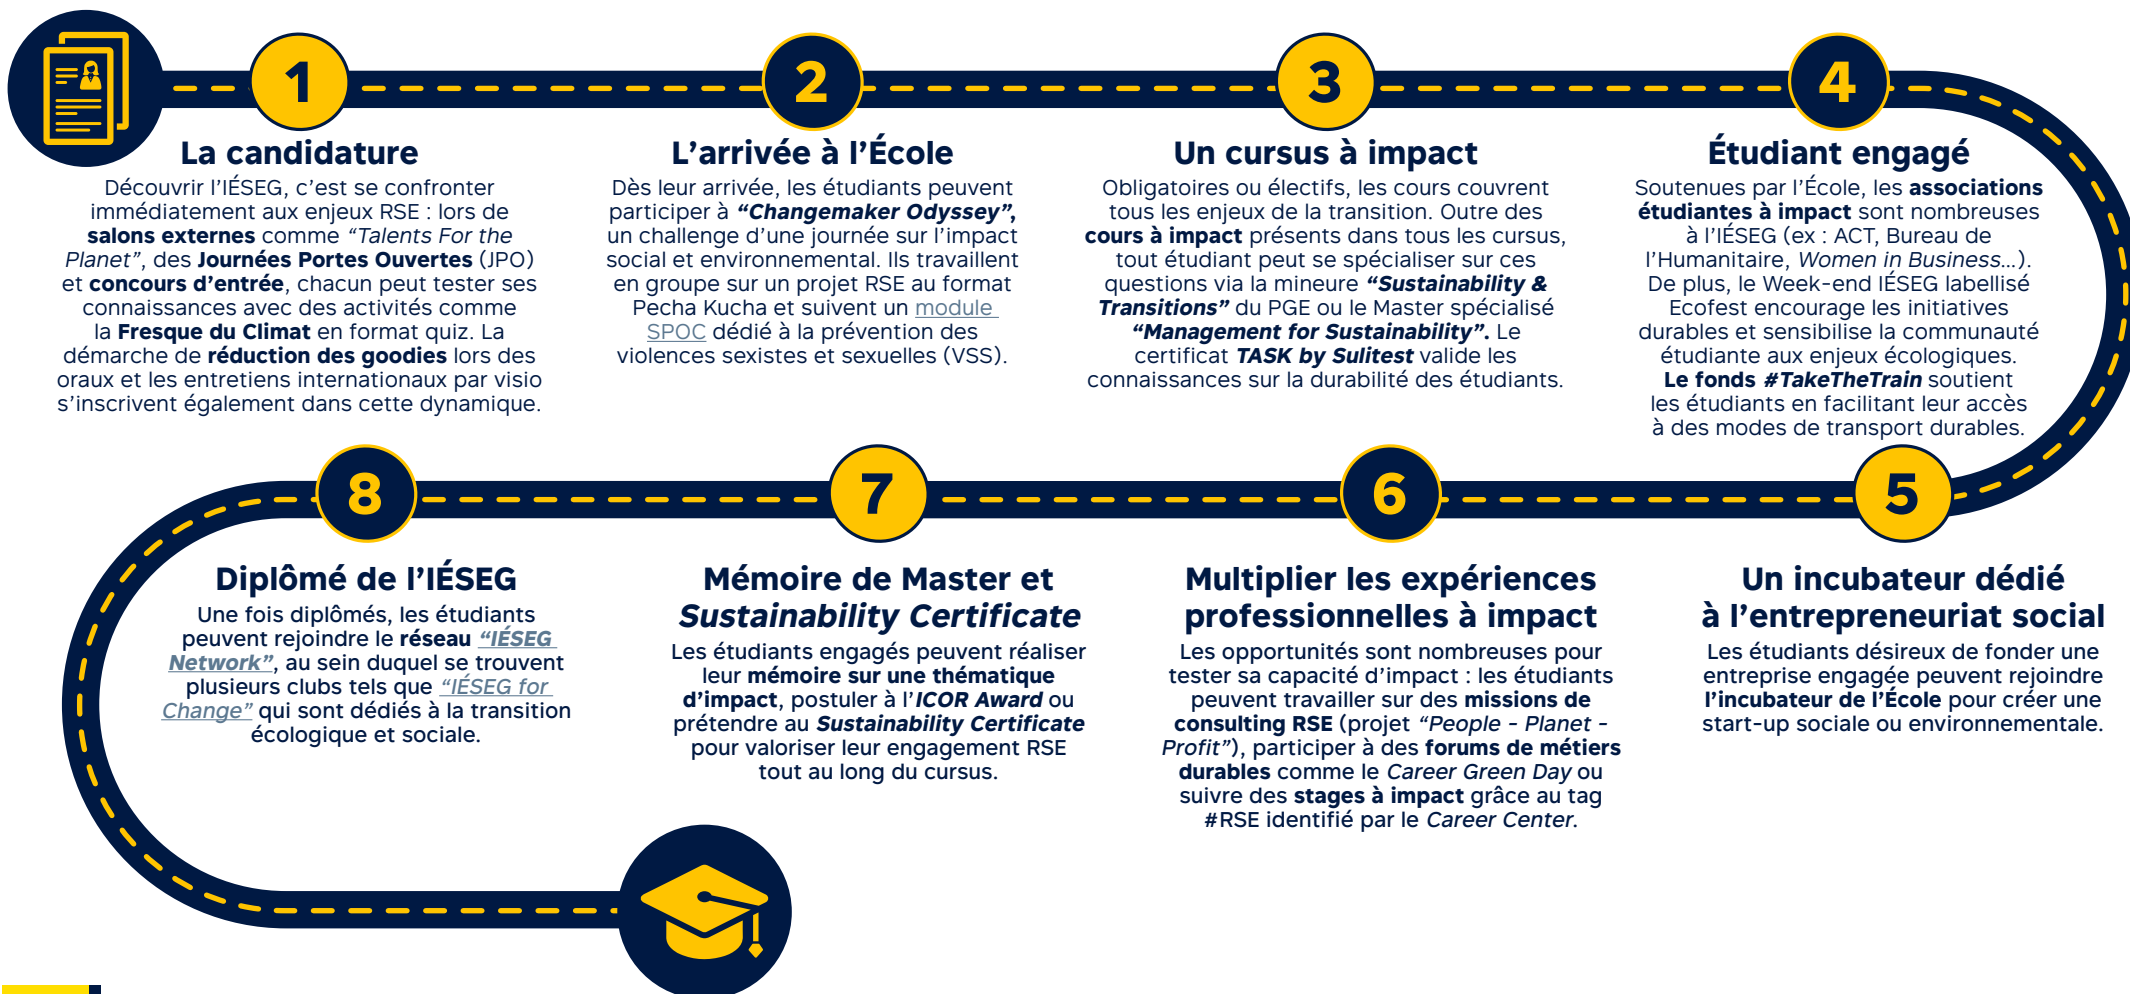 1
La candidature
Découvrir l'IÉSEG, c'est se confronter
immédiatement aux enjeux RSE : lors de
salons externes comme “Talents For the
Planet”, des Journées Portes Ouvertes (JPO)
et concours d'entrée, chacun peut tester ses
connaissances avec des activités comme
la Fresque du Climat en format quiz. La
démarche de réduction des goodies lors des
oraux et les entretiens internationaux par visio
s'inscrivent également dans cette dynamique.
2
L'arrivée à l'École
Dès leur arrivée, les étudiants peuvent
participer à “Changemaker Odyssey”,
un challenge d'une journée sur l'impact
social et environnemental. Ils travaillent
en groupe sur un projet RSE au format
Pecha Kucha et suivent un module
SPOC dédié à la prévention des
violences sexistes et sexuelles (VSS).
3
Un cursus à impact
Obligatoires ou électifs, les cours couvrent
tous les enjeux de la transition. Outre des
cours à impact présents dans tous les cursus,
tout étudiant peut se spécialiser sur ces
questions via la mineure “Sustainability &
Transitions” du PGE ou le Master spécialisé
“Management for Sustainability”. Le
certificat TASK by Sulitest valide les
connaissances sur la durabilité des étudiants.
4
Étudiant engagé
Soutenues par l'École, les associations
étudiantes à impact sont nombreuses
à l'IÉSEG (ex : ACT, Bureau de
l'Humanitaire, Women in Business...).
De plus, le Week-end IÉSEG labellisé
Ecofest encourage les initiatives
durables et sensibilise la communauté
étudiante aux enjeux écologiques.
Le fonds #TakeTheTrain soutient
les étudiants en facilitant leur accès
à des modes de transport durables.
5
Un incubateur dédié
à l'entrepreneuriat social
Les étudiants désireux de fonder une
entreprise engagée peuvent rejoindre
l'incubateur de l'École pour créer une
start-up sociale ou environnementale.
6
Multiplier les expériences
professionnelles à impact
Les opportunités sont nombreuses pour
tester sa capacité d'impact : les étudiants
peuvent travailler sur des missions de
consulting RSE (projet “People - Planet -
Profit”), participer à des forums de métiers
durables comme le Career Green Day ou
suivre des stages à impact grâce au tag
#RSE identifié par le Career Center.
7
Mémoire de Master et
Sustainability Certificate
Les étudiants engagés peuvent réaliser
leur mémoire sur une thématique
d'impact, postuler à l'ICOR Award ou
prétendre au Sustainability Certificate
pour valoriser leur engagement RSE
tout au long du cursus.
8
Diplômé de l'IÉSEG
Une fois diplômés, les étudiants
peuvent rejoindre le réseau “IÉSEG
Network”, au sein duquel se trouvent
plusieurs clubs tels que “IÉSEG for
Change” qui sont dédiés à la transition
écologique et sociale.